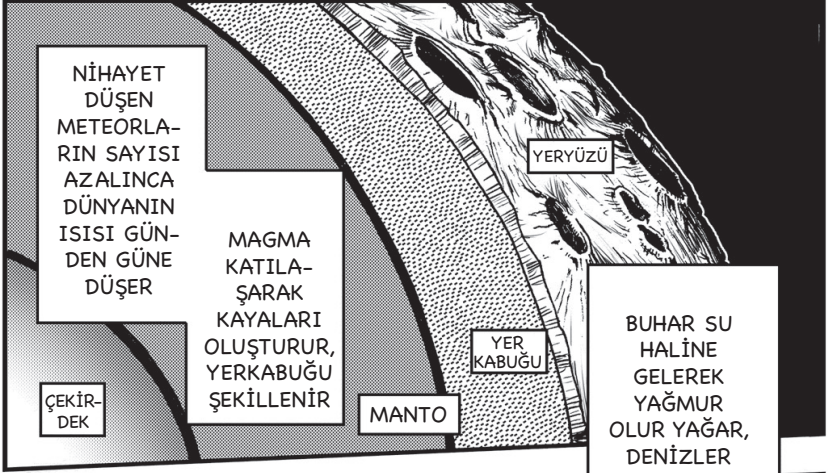 NİHAYET
DÜŞEN
METEORLA-
RIN SAYISI
AZALINCA
DÜNYANIN
ISISI GÜN-
DEN GÜNE
DÜŞER
MAGMA
KATILA-
ŞARAK
KAYALARI
OLUŞTURUR,
YERKABUĞU
ŞEKİLLENİR
YERYÜZÜ
BUHAR SU
HALİNE
GELEREK
YAĞMUR
OLUR YAĞAR,
DENİZLER
YER
KABUĞU
MANTO
ÇEKİR-
DEK